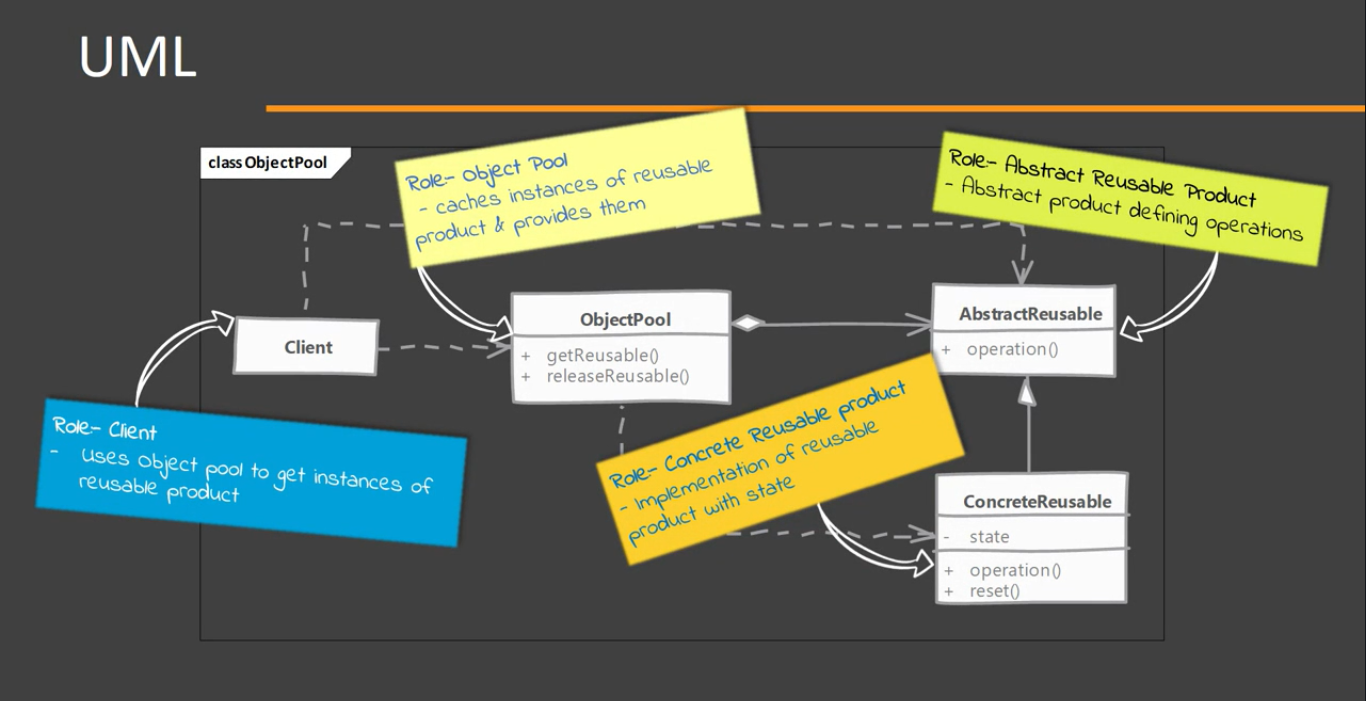 UML
class ObjectPool
Role- Object Pool
- caches instances of reusable
product & provides them
Role- Abstract Reusable Product
- Abstract product defining operations
Client
ObjectPool
+ getReusable()
+ releaseReusable()
AbstractReusable
+ operation()
Role- Client
- Uses object pool to get instances of
reusable product
Role- Concrete Reusable product
- Implementation of reusable
product with state
ConcreteReusable
- state
+ operation()
+ reset()